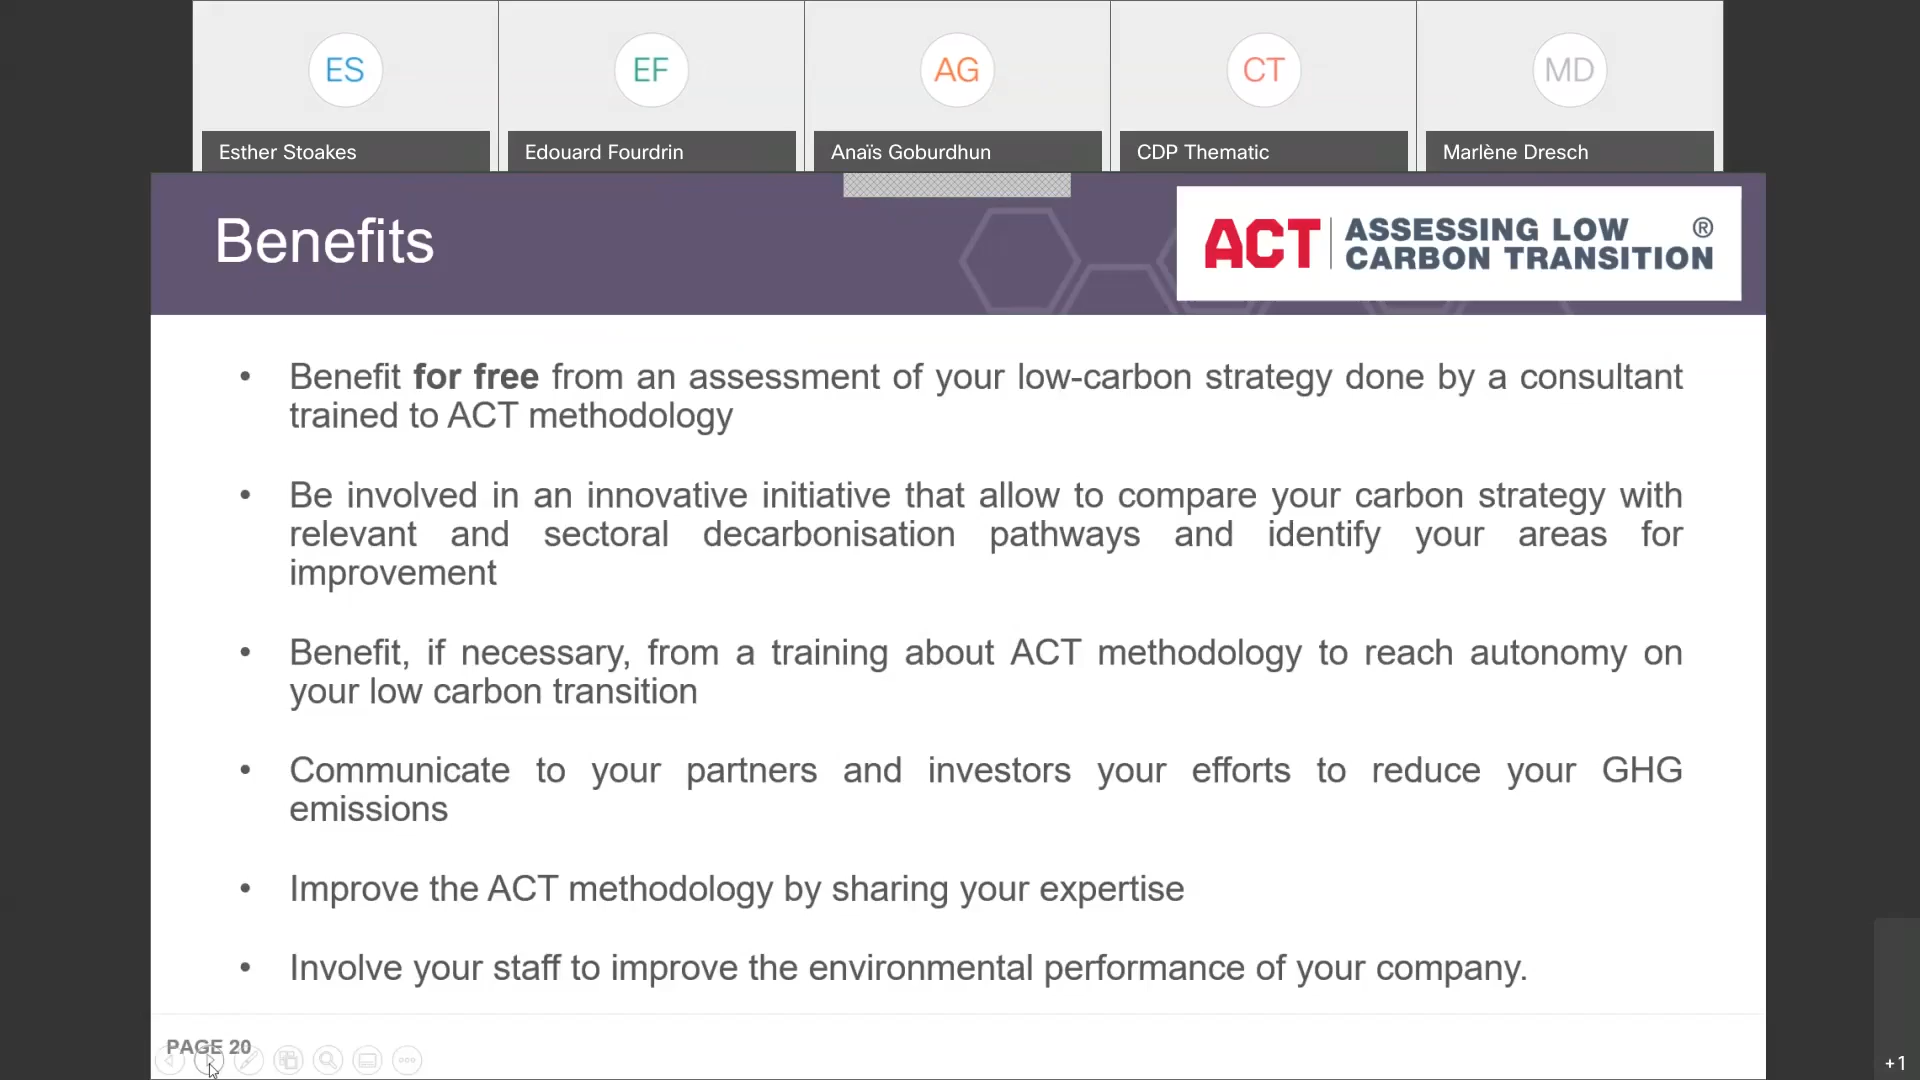 ES
EF
AG
CT
MD
Esther Stoakes
Edouard Fourdrin
Anaïs Goburdhun
CDP Thematic
Marlène Dresch
Benefits
ACT
ASSESSING LOW ®
CARBON TRANSITION
• Benefit for free from an assessment of your low-carbon strategy done by a consultant
trained to ACT methodology
• Be involved in an innovative initiative that allow to compare your carbon strategy with
relevant and sectoral decarbonisation pathways and identify your areas for
improvement
• Benefit, if necessary, from a training about ACT methodology to reach autonomy on
your low carbon transition
• Communicate to your partners and investors your efforts to reduce your GHG
emissions
• Improve the ACT methodology by sharing your expertise
• Involve your staff to improve the environmental performance of your company.
PAGE 20
+1